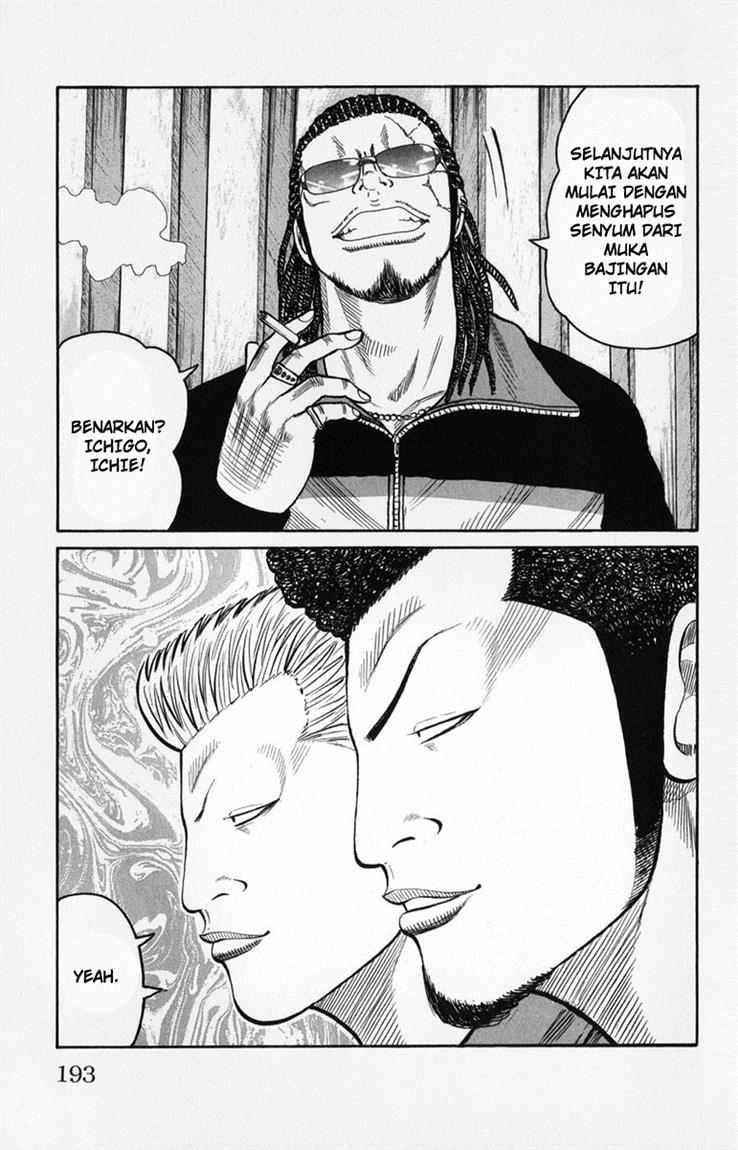 SELANJUTNYA
KITA AKAN
MULAI DENGAN
MENGHAPUS
SENYUM DARI
MUKA
BAJINGAN
ITU!
BENARKAN?
ICHIGO,
ICHIE!
YEAH.
193